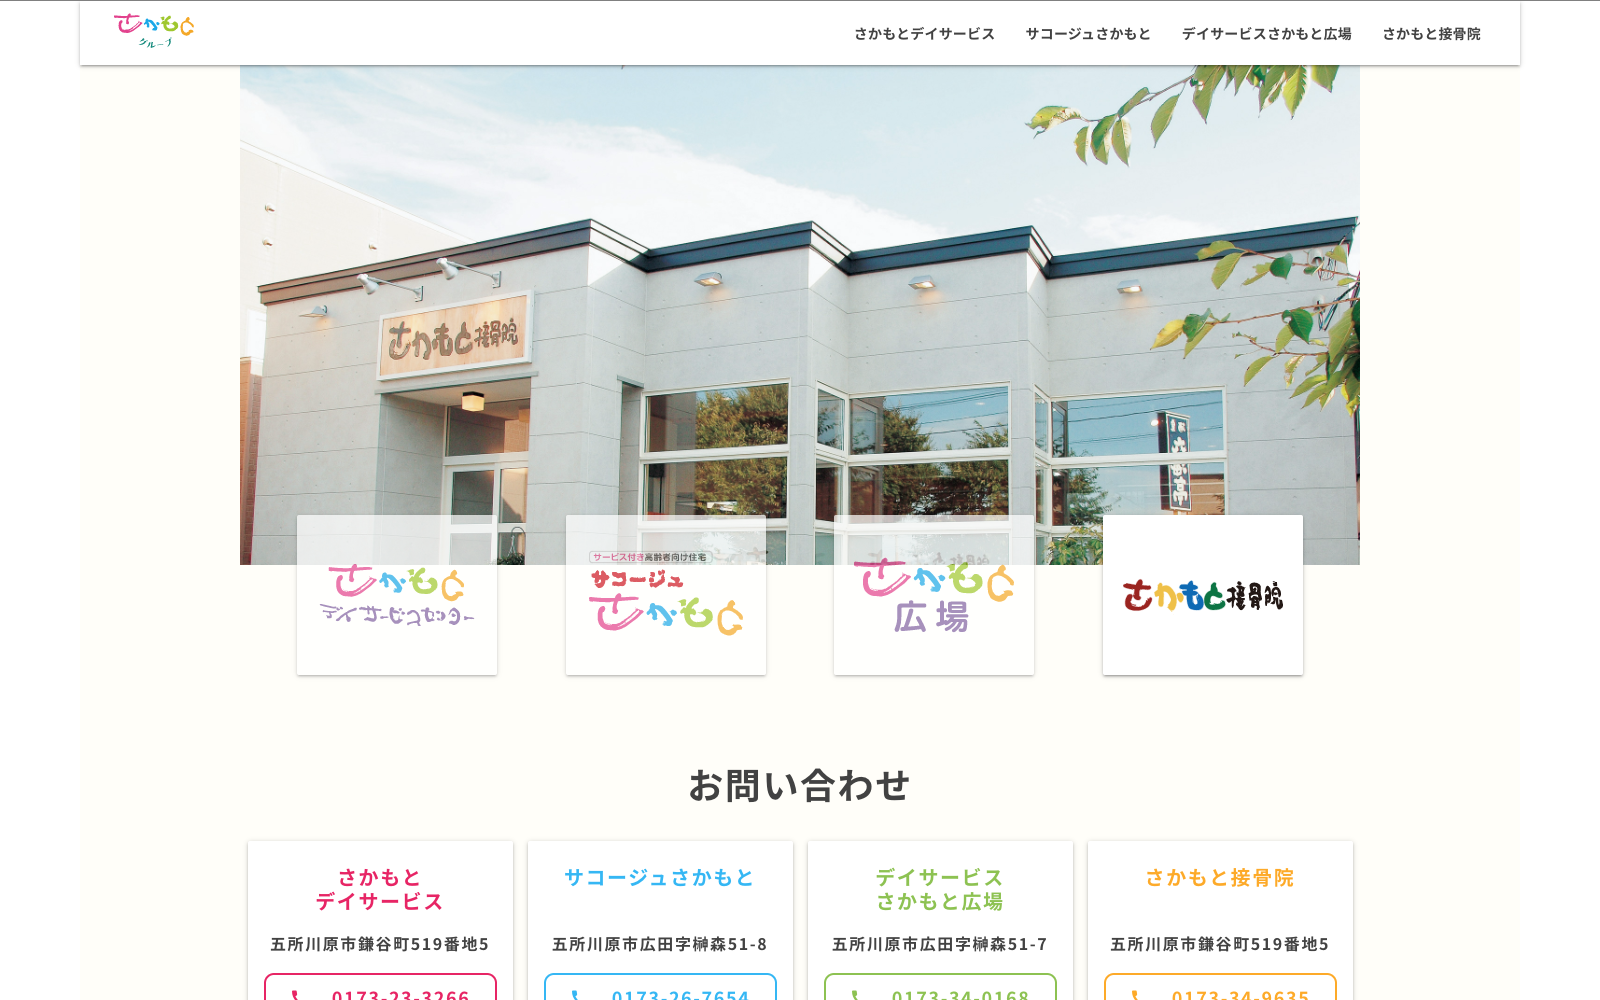 さかもと
グループ
さかもとデイサービス
サコージュさかもと
デイサービスさかもと広場
さかもと接骨院
さかもと接骨院
さかもと
デイサービスセンター
サービス付き高齢者向け住宅
サコージュ
さかもと
さかもと
広場
さかもと接骨院
お問い合わせ
さかもと
デイサービス
五所川原市鎌谷町519番地5
0173-23-3266
サコージュさかもと
五所川原市広田字榊森51-8
0173-26-7654
デイサービス
さかもと広場
五所川原市広田字榊森51-7
0173-34-0168
さかもと接骨院
五所川原市鎌谷町519番地5
0173-34-9635